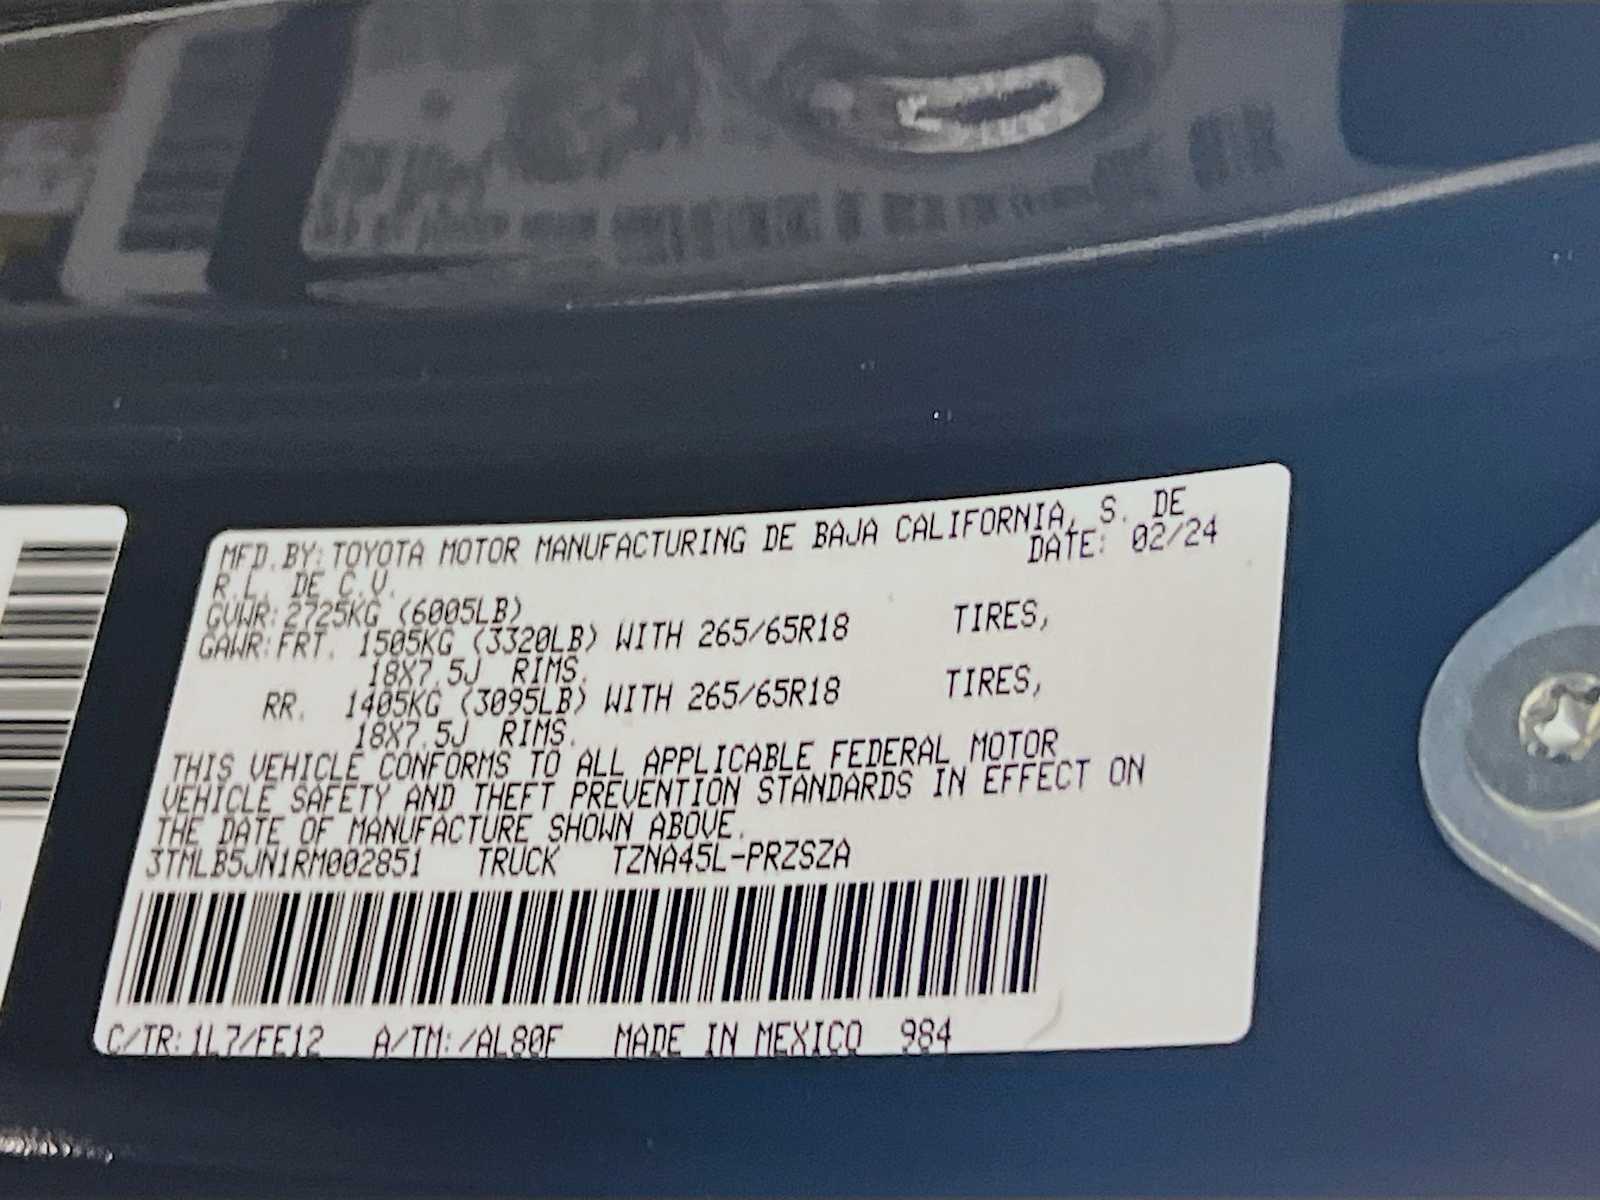 MFD.BY:TOYOTA MOTOR MANUFACTURING DE BAJA CALIFORNIA, S. DE
R.L. DE C.V. DATE: 02/24
GVWR:2725KG (6005LB)
GAWR:FRT. 1505KG (3320LB) WITH 265/65R18 TIRES,
18X7.5J RIMS.
RR. 1405KG (3095LB) WITH 265/65R18 TIRES,
18X7.5J RIMS.
THIS VEHICLE CONFORMS TO ALL APPLICABLE FEDERAL MOTOR
VEHICLE SAFETY AND THEFT PREVENTION STANDARDS IN EFFECT ON
THE DATE OF MANUFACTURE SHOWN ABOVE.
3TMLB5JN1RM002851 TRUCK TZNA45L-PRZSZA
C/TR:1L7/FE12 A/TM:/AL80F MADE IN MEXICO 984